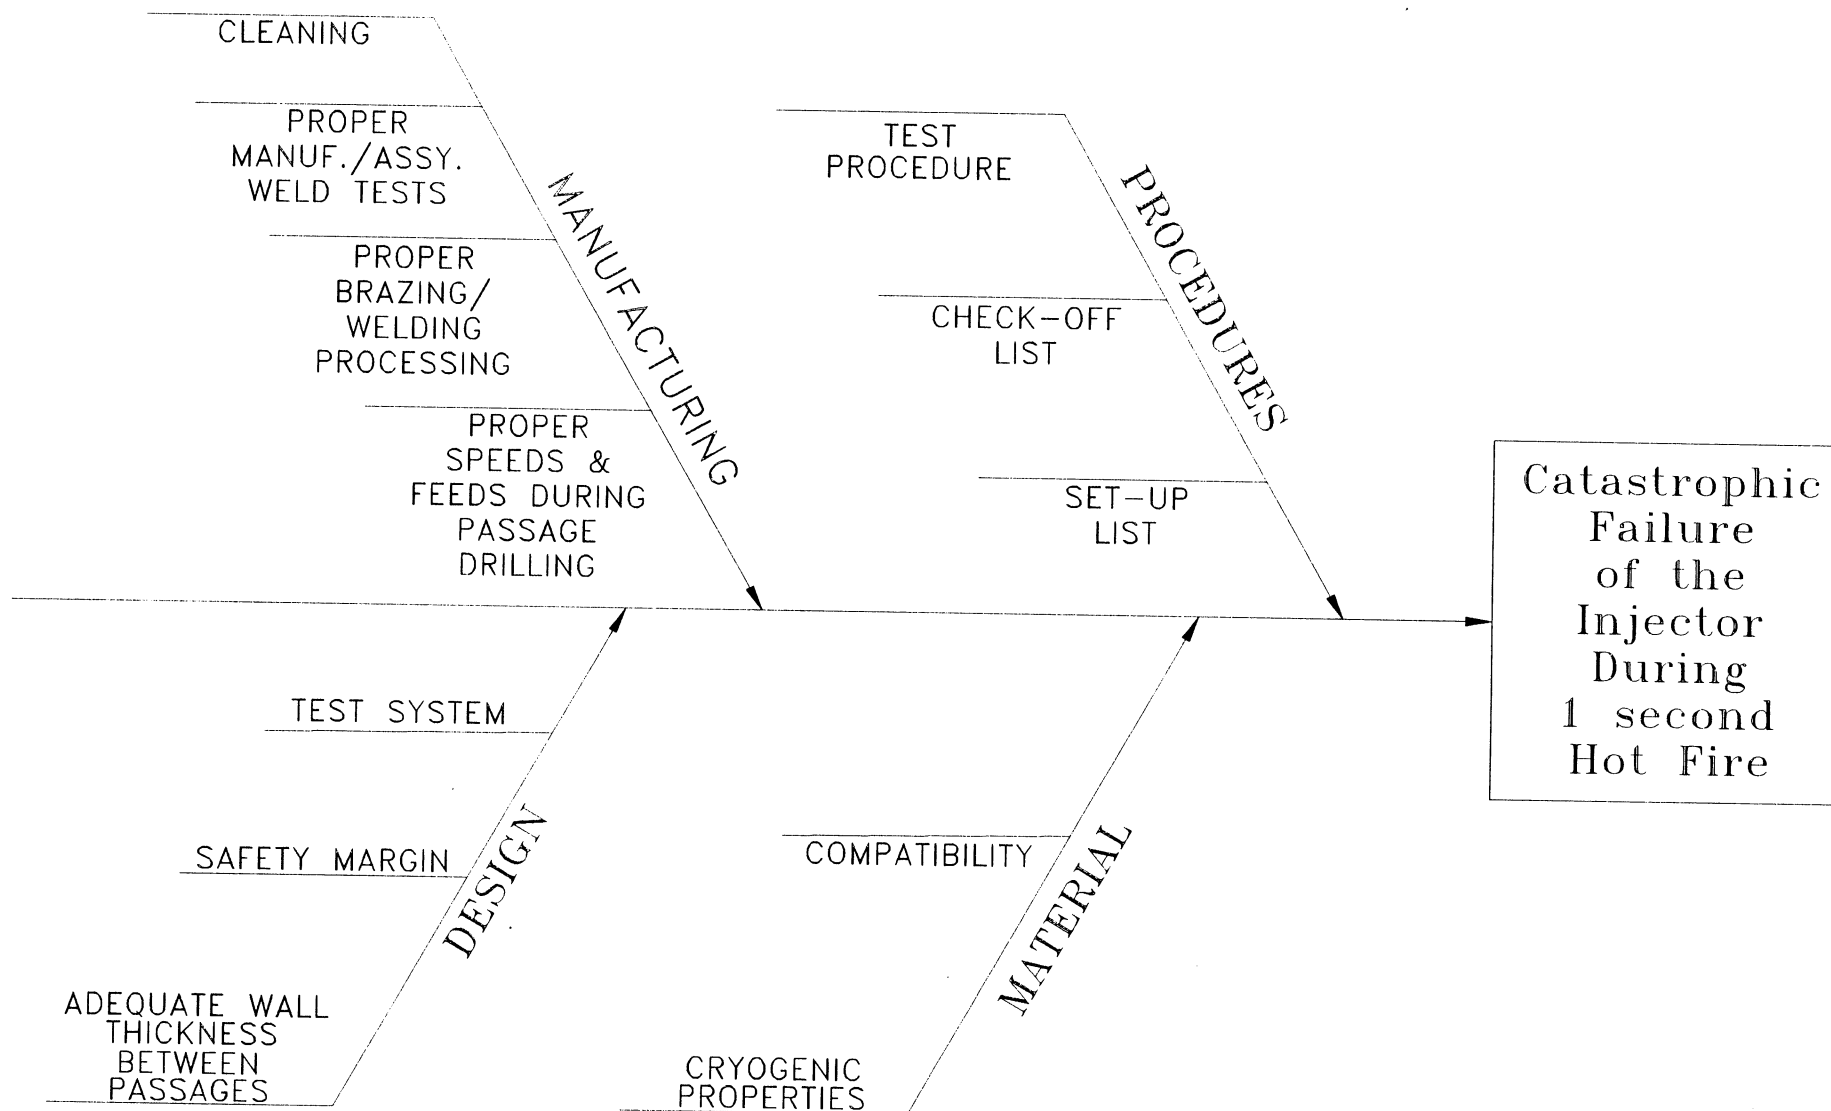 CLEANING
PROPER
MANUF./ASSY.
WELD TESTS
PROPER
BRAZING/
WELDING
PROCESSING
PROPER
SPEEDS &
FEEDS DURING
PASSAGE
DRILLING
MANUFACTURING
TEST
PROCEDURE
CHECK-OFF
LIST
SET-UP
LIST
PROCEDURES
Catastrophic
Failure
of the
Injector
During
1 second
Hot Fire
TEST SYSTEM
SAFETY MARGIN
ADEQUATE WALL
THICKNESS
BETWEEN
PASSAGES
DESIGN
COMPATIBILITY
CRYOGENIC
PROPERTIES
MATERIAL